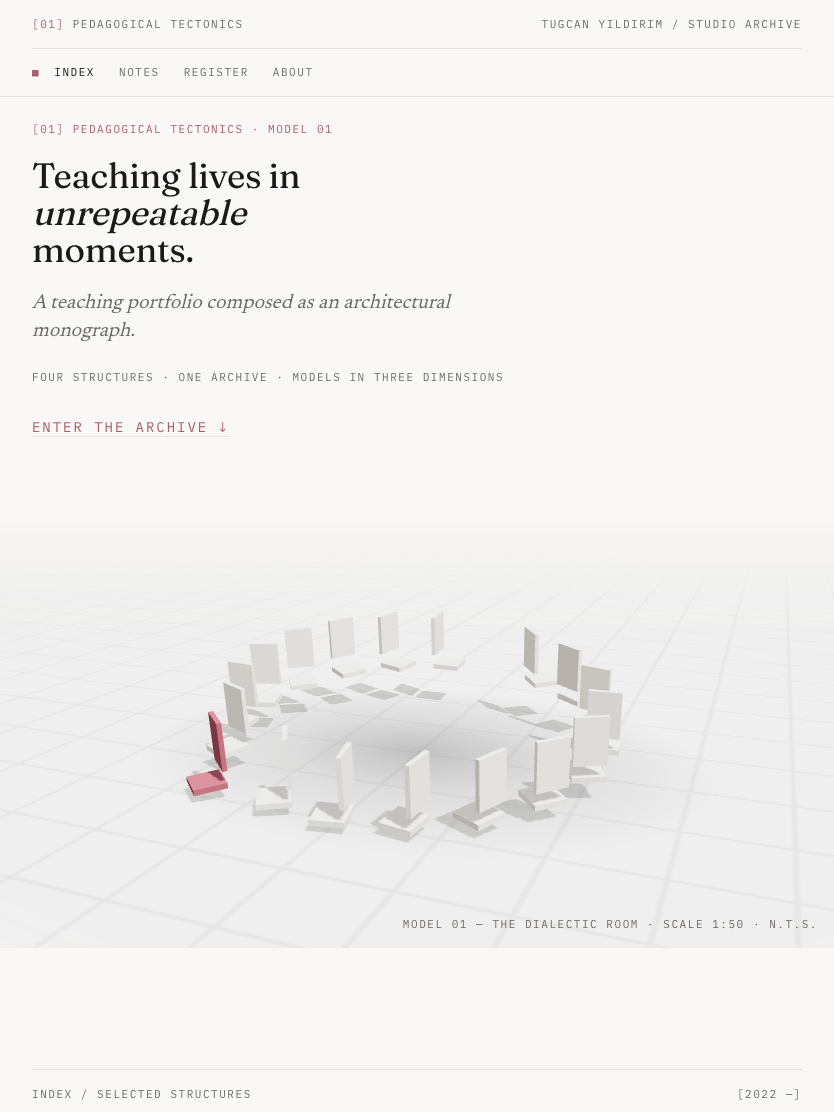 [01] PEDAGOGICAL TECTONICS
TUGCAN YILDIRIM / STUDIO ARCHIVE
INDEX NOTES REGISTER ABOUT
[01] PEDAGOGICAL TECTONICS · MODEL 01
Teaching lives in
unrepeatable
moments.
A teaching portfolio composed as an architectural
monograph.
FOUR STRUCTURES · ONE ARCHIVE · MODELS IN THREE DIMENSIONS
ENTER THE ARCHIVE ↓
MODEL 01 — THE DIALECTIC ROOM · SCALE 1:50 · N.T.S.
INDEX / SELECTED STRUCTURES
[2022 —]